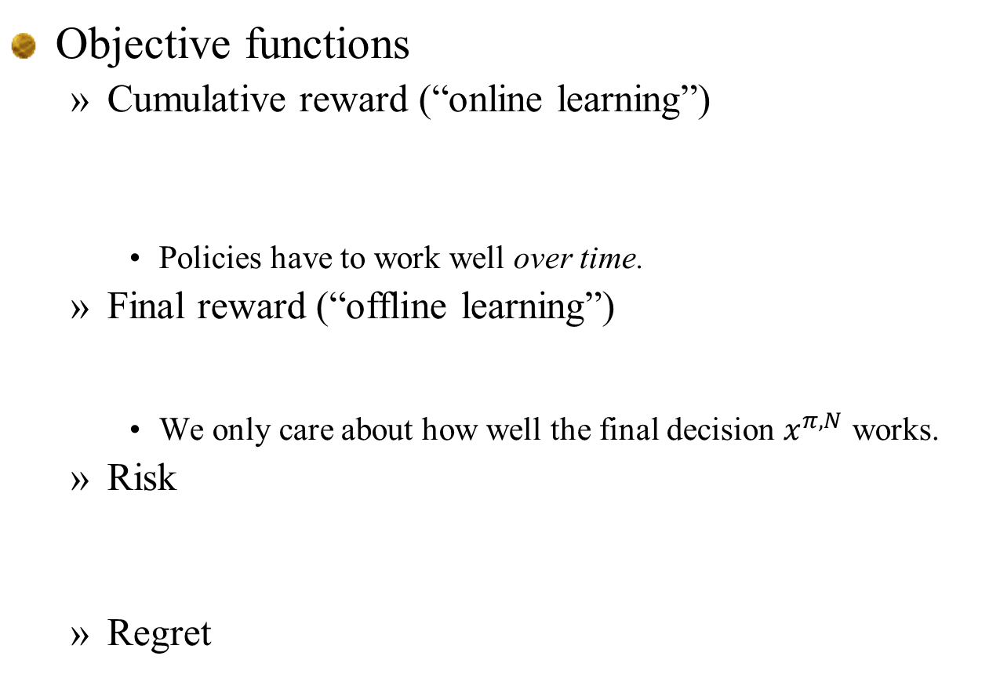 Objective functions
» Cumulative reward (“online learning”)
• Policies have to work well over time.
» Final reward (“offline learning”)
• We only care about how well the final decision 𝑥^{𝜋,𝑁} works.
» Risk
» Regret